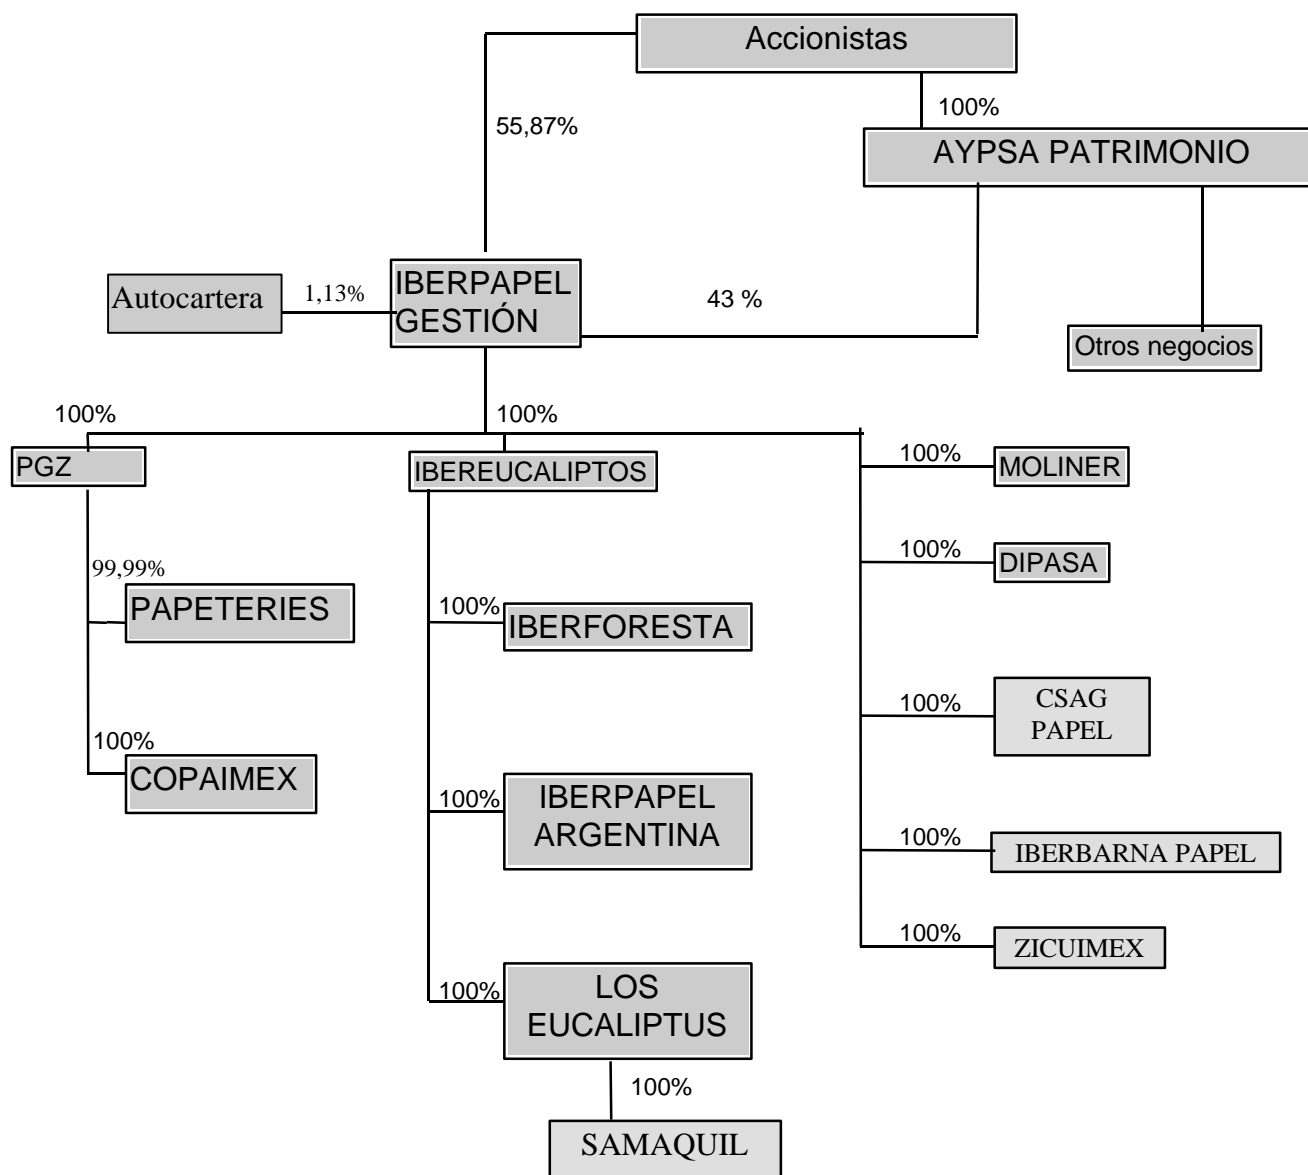 Accionistas
100%
55,87%
AYPSA PATRIMONIO
Autocartera
1,13%
IBERPAPEL
GESTIÓN
43 %
Otros negocios
100%
100%
PGZ
IBEREUCALIPTOS
100%
MOLINER
99,99%
PAPETERIES
100%
IBERFORESTA
100%
DIPASA
100%
COPAIMEX
100%
IBERPAPEL
ARGENTINA
100%
CSAG
PAPEL
100%
IBERBARNA PAPEL
100%
LOS
EUCALIPTUS
100%
ZICUIMEX
100%
SAMAQUIL